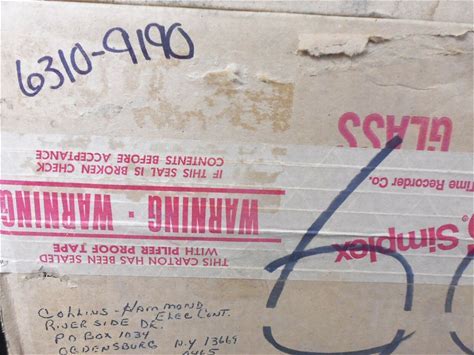 6310-9190
GLASS
Time Recorder Co.
Simplex
THIS CARTON HAS BEEN SEALED
WITH PILFER PROOF TAPE
WARNING • WARNING
IF THIS SEAL IS BROKEN CHECK
CONTENTS BEFORE ACCEPTANCE
COLLINS - HAMMOND
ELEC CONT.
RIVER SIDE DR.
PO BOX 1034
OGDENSBURG N.Y 13669
0465